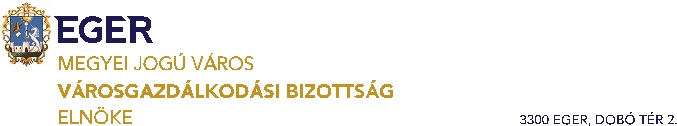 EGER
MEGYEI JOGÚ VÁROS
VÁROSGAZDÁLKODÁSI BIZOTTSÁG
ELNÖKE
3300 EGER, DOBÓ TÉR 2.